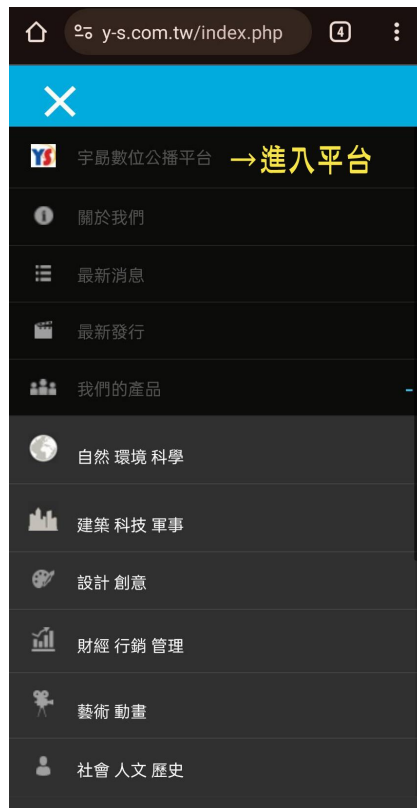 y-s.com.tw/index.php 4
YS 宇勗數位公播平台 →進入平台
關於我們
最新消息
最新發行
我們的產品 -
自然 環境 科學
建築 科技 軍事
設計 創意
財經 行銷 管理
藝術 動畫
社會 人文 歷史